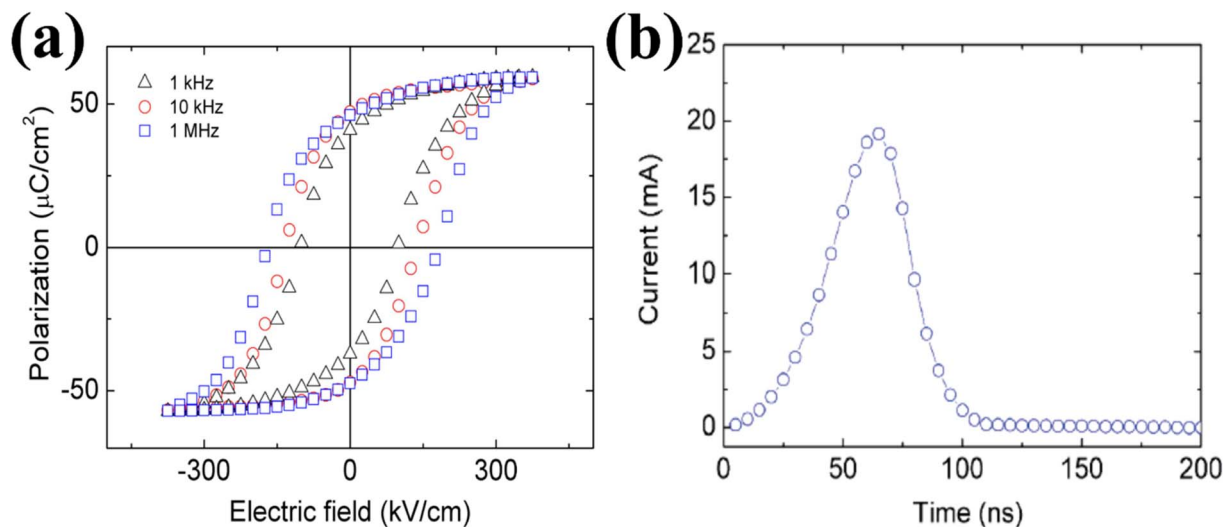 (a)
Polarization (μC/cm²)
50
0
-50
1 kHz
10 kHz
1 MHz
-300
0
300
Electric field (kV/cm)
(b)
Current (mA)
25
20
15
10
5
0
0
50
100
150
200
Time (ns)